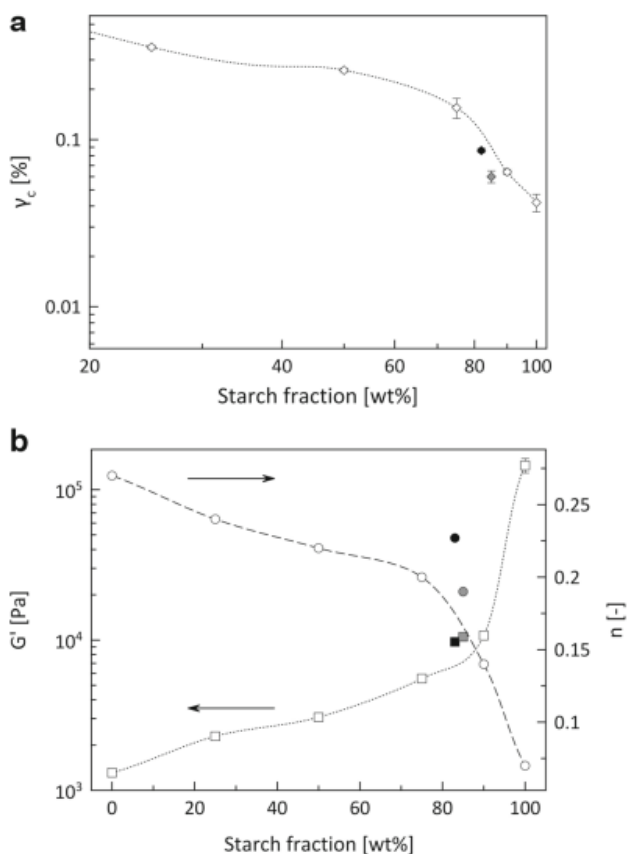 a
0.1
γc [%]
0.01
20 40 60 80 100
Starch fraction [wt%]
b
10^5 0.25
0.2
G' [Pa] n [-]
10^4 0.15
0.1
10^3
0 20 40 60 80 100
Starch fraction [wt%]